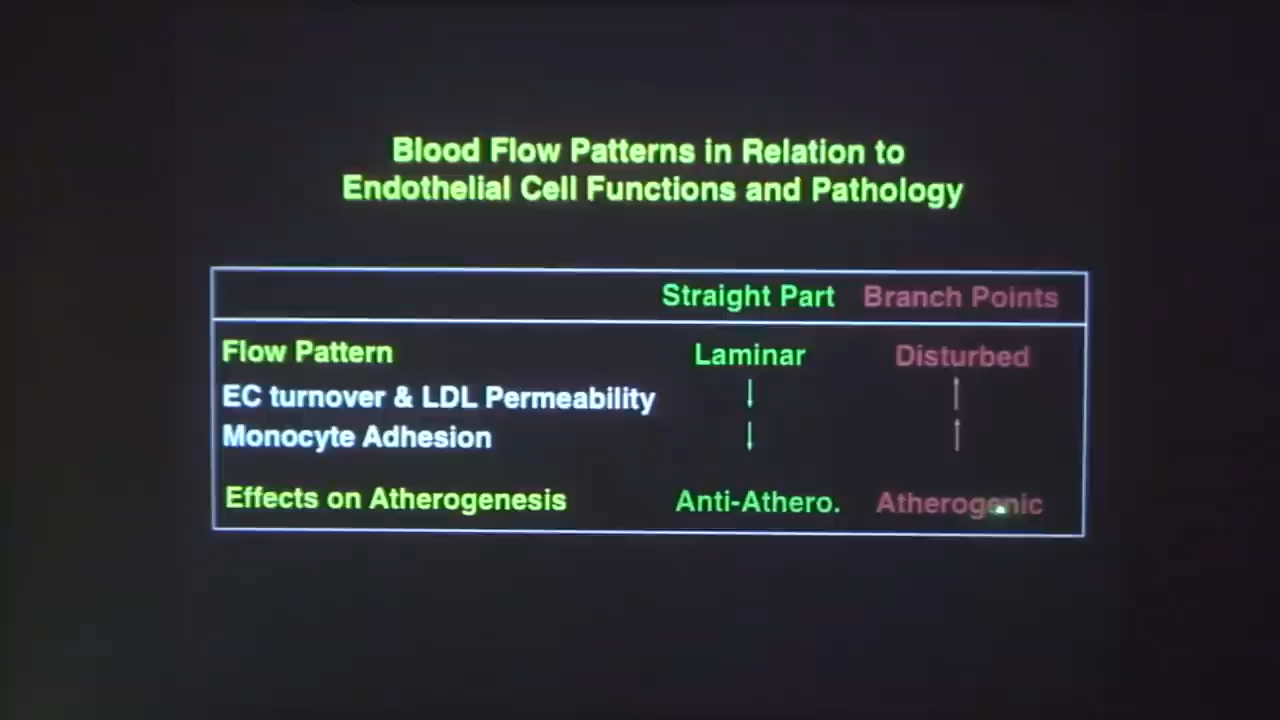 Blood Flow Patterns in Relation to
Endothelial Cell Functions and Pathology
Straight Part Branch Points
Flow Pattern Laminar Disturbed
EC turnover & LDL Permeability ↓ ↑
Monocyte Adhesion ↓ ↑
Effects on Atherogenesis Anti-Athero. Atherogenic